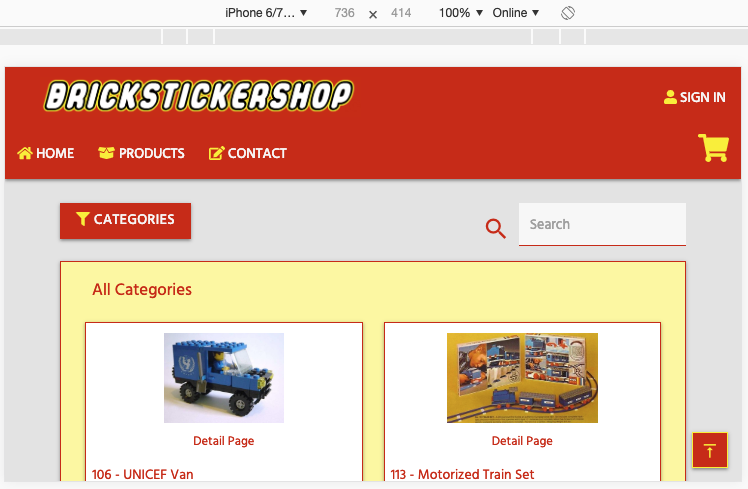 iPhone 6/7… ▼ 736 × 414 100% ▼ Online ▼
BRICKSTICKERSHOP
SIGN IN
HOME PRODUCTS CONTACT
CATEGORIES
Search
All Categories
Detail Page Detail Page
106 - UNICEF Van 113 - Motorized Train Set